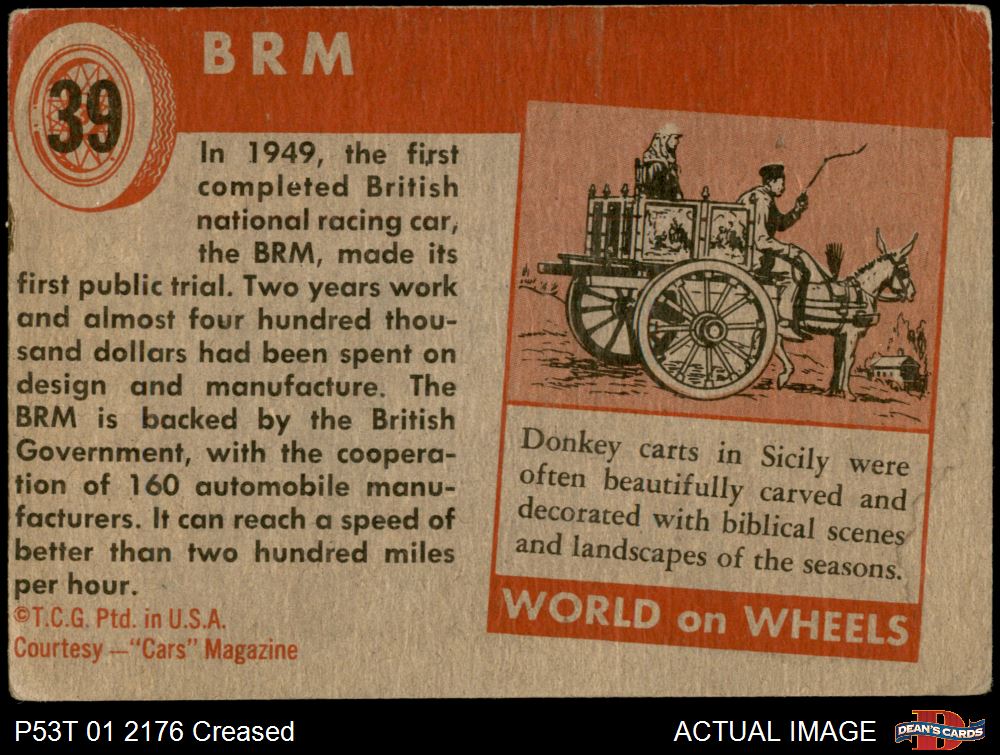 39
BRM
In 1949, the first
completed British
national racing car,
the BRM, made its
first public trial. Two years work
and almost four hundred thou-
sand dollars had been spent on
design and manufacture. The
BRM is backed by the British
Government, with the coopera-
tion of 160 automobile manu-
facturers. It can reach a speed of
better than two hundred miles
per hour.
©T.C.G. Ptd. in U.S.A.
Courtesy—"Cars" Magazine
Donkey carts in Sicily were
often beautifully carved and
decorated with biblical scenes
and landscapes of the seasons.
WORLD on WHEELS
P53T 01 2176 Creased
ACTUAL IMAGE
D
DEAN'S CARDS